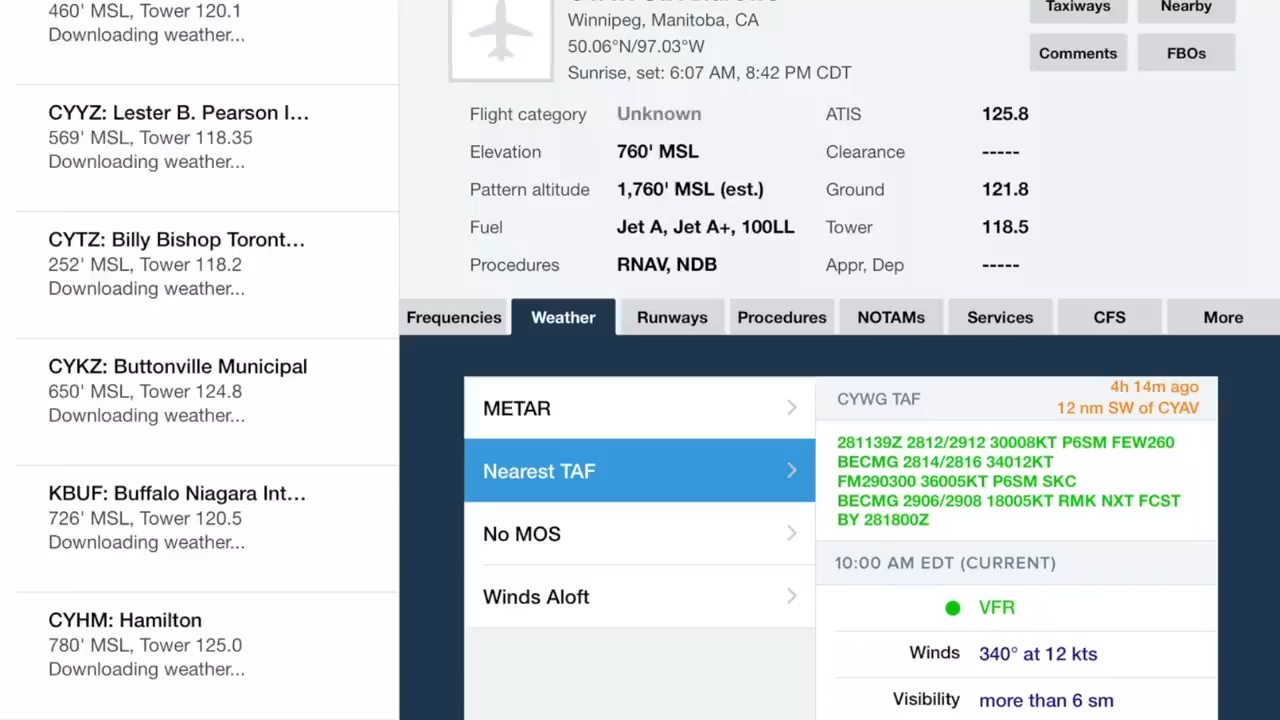 460' MSL, Tower 120.1
Downloading weather...
CYYZ: Lester B. Pearson I...
569' MSL, Tower 118.35
Downloading weather...
CYTZ: Billy Bishop Toront...
252' MSL, Tower 118.2
Downloading weather...
CYKZ: Buttonville Municipal
650' MSL, Tower 124.8
Downloading weather...
KBUF: Buffalo Niagara Int...
726' MSL, Tower 120.5
Downloading weather...
CYHM: Hamilton
780' MSL, Tower 125.0
Downloading weather...
Winnipeg, Manitoba, CA
50.06°N/97.03°W
Sunrise, set: 6:07 AM, 8:42 PM CDT
Taxiways
Nearby
Comments
FBOs
Flight category Unknown ATIS 125.8
Elevation 760' MSL Clearance -----
Pattern altitude 1,760' MSL (est.) Ground 121.8
Fuel Jet A, Jet A+, 100LL Tower 118.5
Procedures RNAV, NDB Appr, Dep -----
Frequencies Weather Runways Procedures NOTAMs Services CFS More
METAR
Nearest TAF
No MOS
Winds Aloft
CYWG TAF
4h 14m ago
12 nm SW of CYAV
281139Z 2812/2912 30008KT P6SM FEW260
BECMG 2814/2816 34012KT
FM290300 36005KT P6SM SKC
BECMG 2906/2908 18005KT RMK NXT FCST
BY 281800Z
10:00 AM EDT (CURRENT)
VFR
Winds 340° at 12 kts
Visibility more than 6 sm